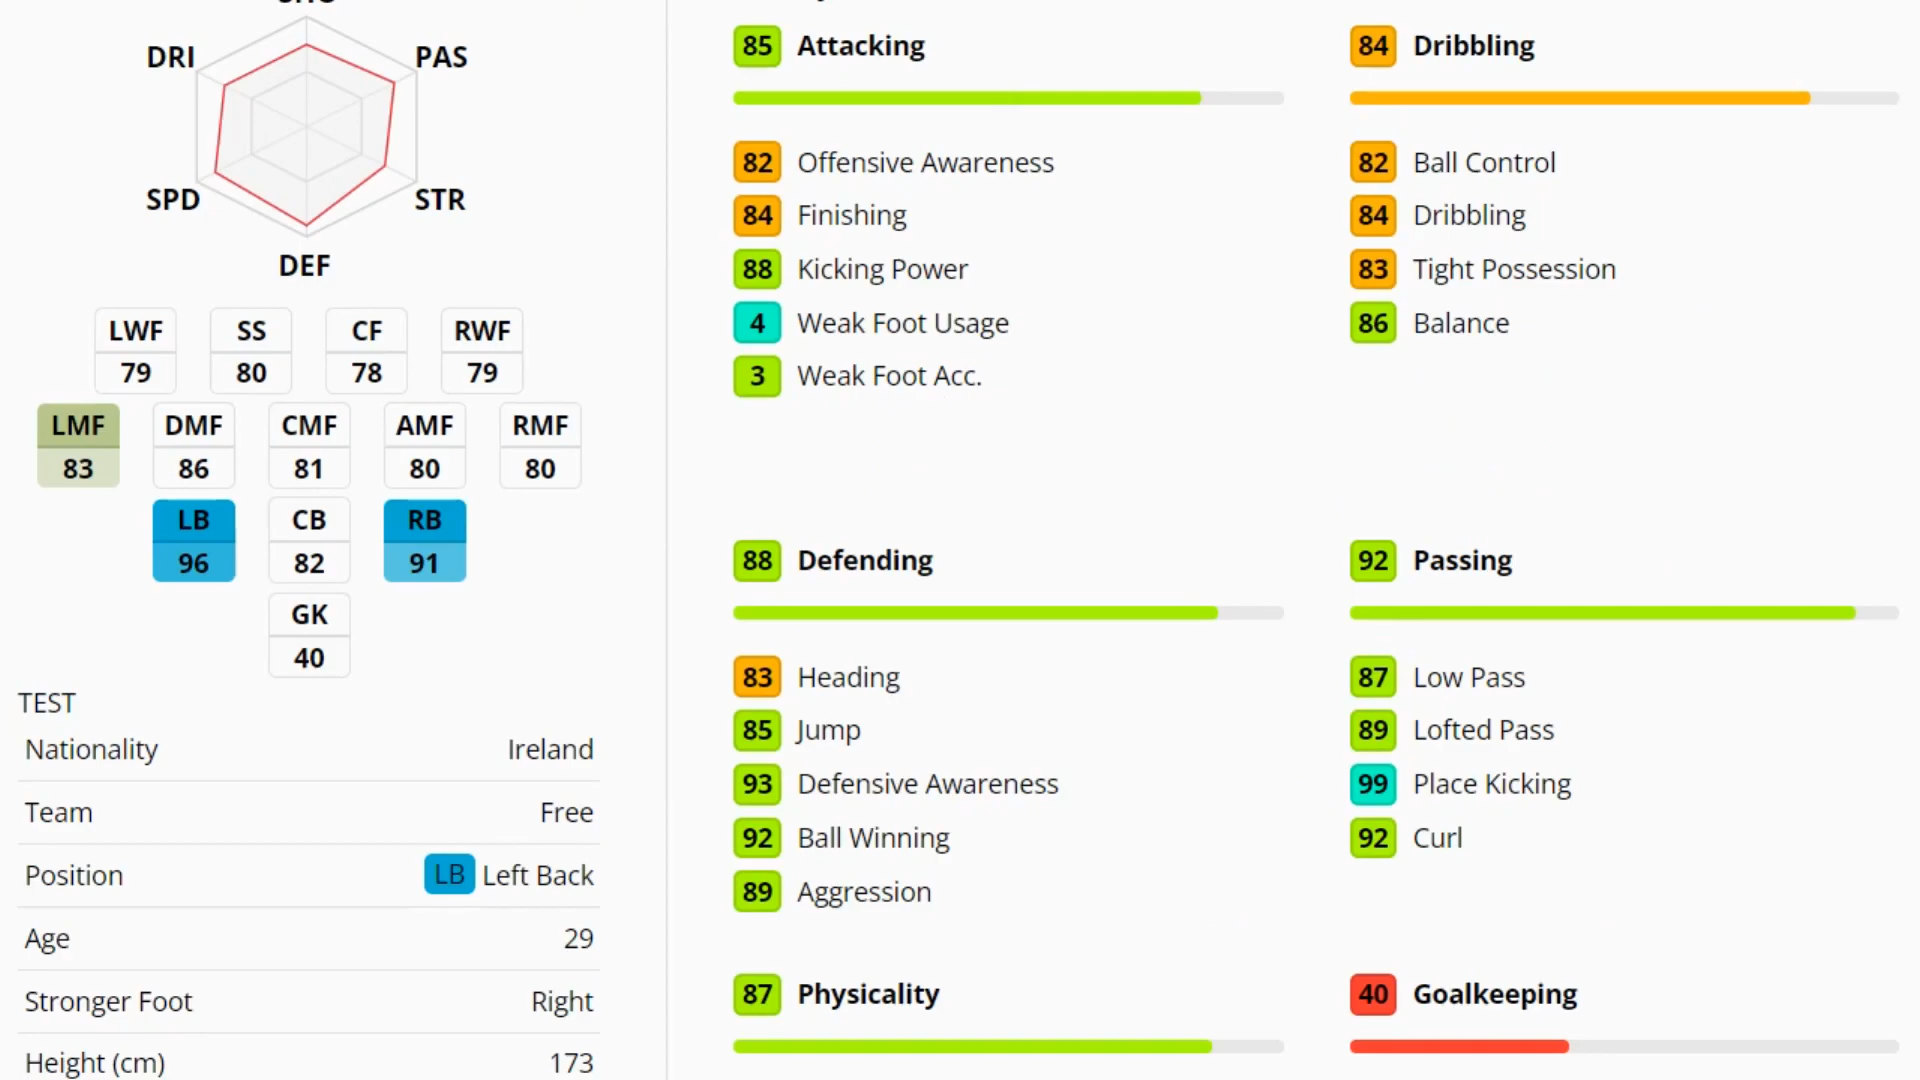 DRI
PAS
SPD
STR
DEF
LWF SS CF RWF
79 80 78 79
LMF DMF CMF AMF RMF
83 86 81 80 80
LB CB RB
96 82 91
GK
40
TEST
Nationality Ireland
Team Free
Position LB Left Back
Age 29
Stronger Foot Right
Height (cm) 173
85 Attacking
82 Offensive Awareness
84 Finishing
88 Kicking Power
4 Weak Foot Usage
3 Weak Foot Acc.
84 Dribbling
82 Ball Control
84 Dribbling
83 Tight Possession
86 Balance
88 Defending
83 Heading
85 Jump
93 Defensive Awareness
92 Ball Winning
89 Aggression
92 Passing
87 Low Pass
89 Lofted Pass
99 Place Kicking
92 Curl
87 Physicality
40 Goalkeeping